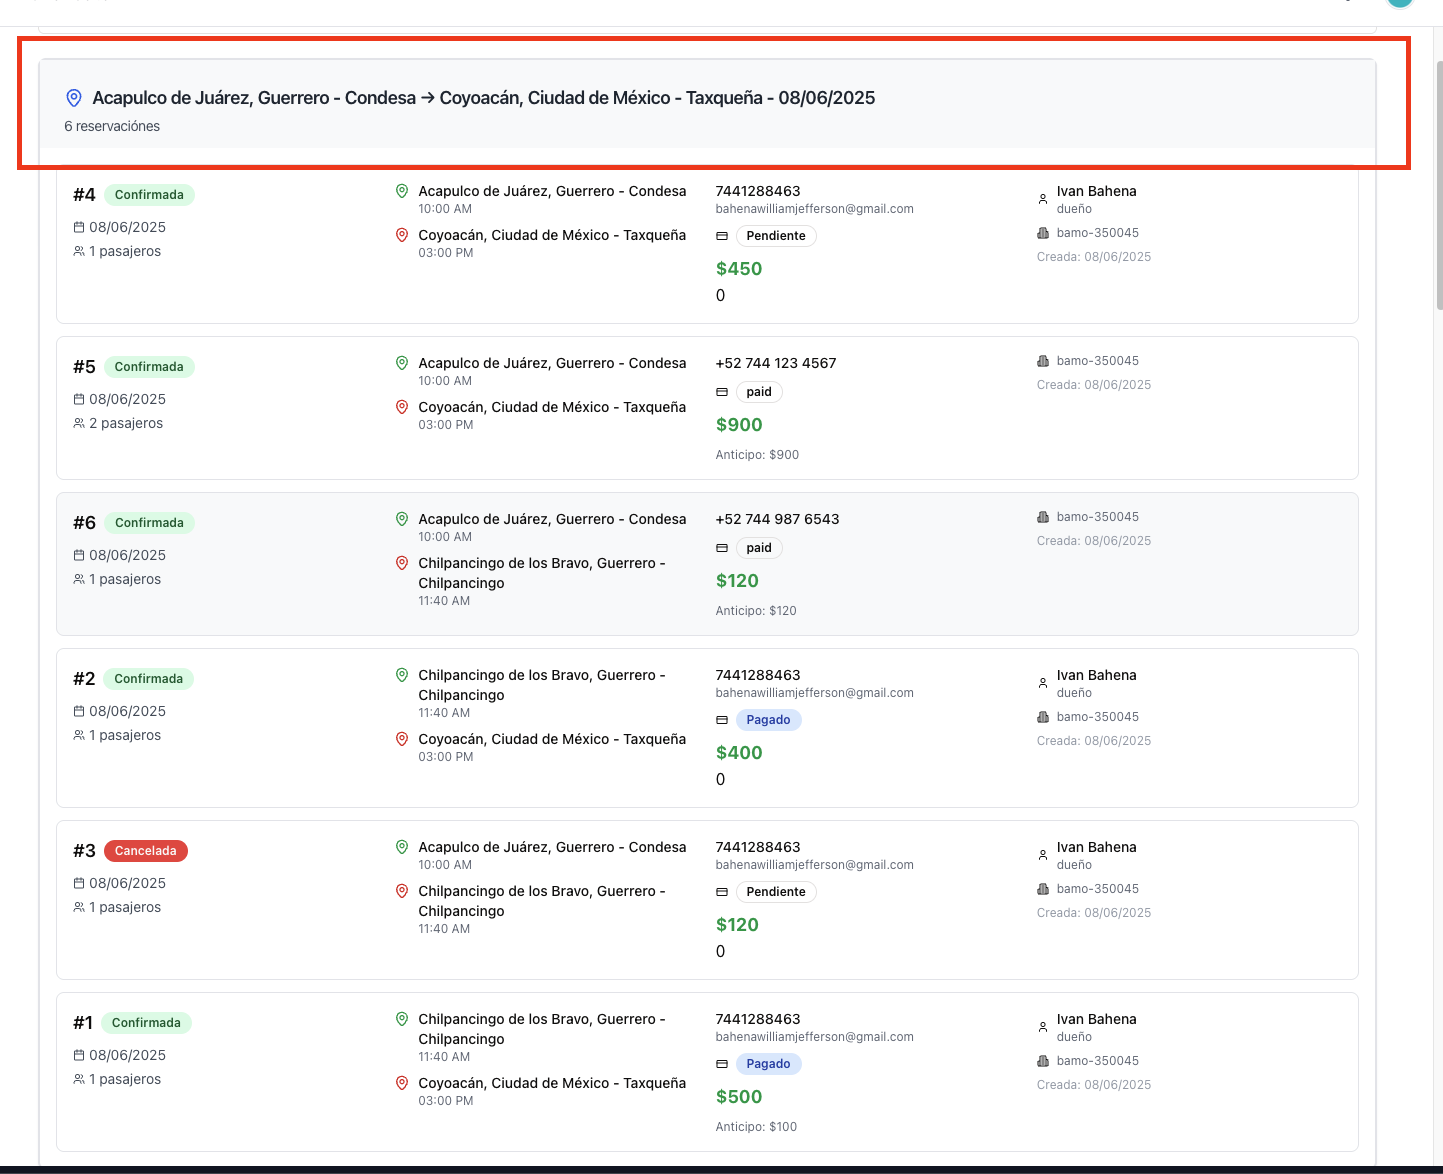 Acapulco de Juárez, Guerrero - Condesa → Coyoacán, Ciudad de México - Taxqueña - 08/06/2025
6 reservaciónes
#4 Confirmada
08/06/2025
1 pasajeros
Acapulco de Juárez, Guerrero - Condesa
10:00 AM
Coyoacán, Ciudad de México - Taxqueña
03:00 PM
7441288463
bahenawilliamjefferson@gmail.com
Pendiente
$450
0
Ivan Bahena
dueño
bamo-350045
Creada: 08/06/2025
#5 Confirmada
08/06/2025
2 pasajeros
Acapulco de Juárez, Guerrero - Condesa
10:00 AM
Coyoacán, Ciudad de México - Taxqueña
03:00 PM
+52 744 123 4567
paid
$900
Anticipo: $900
bamo-350045
Creada: 08/06/2025
#6 Confirmada
08/06/2025
1 pasajeros
Acapulco de Juárez, Guerrero - Condesa
10:00 AM
Chilpancingo de los Bravo, Guerrero -
Chilpancingo
11:40 AM
+52 744 987 6543
paid
$120
Anticipo: $120
bamo-350045
Creada: 08/06/2025
#2 Confirmada
08/06/2025
1 pasajeros
Chilpancingo de los Bravo, Guerrero -
Chilpancingo
11:40 AM
Coyoacán, Ciudad de México - Taxqueña
03:00 PM
7441288463
bahenawilliamjefferson@gmail.com
Pagado
$400
0
Ivan Bahena
dueño
bamo-350045
Creada: 08/06/2025
#3 Cancelada
08/06/2025
1 pasajeros
Acapulco de Juárez, Guerrero - Condesa
10:00 AM
Chilpancingo de los Bravo, Guerrero -
Chilpancingo
11:40 AM
7441288463
bahenawilliamjefferson@gmail.com
Pendiente
$120
0
Ivan Bahena
dueño
bamo-350045
Creada: 08/06/2025
#1 Confirmada
08/06/2025
1 pasajeros
Chilpancingo de los Bravo, Guerrero -
Chilpancingo
11:40 AM
Coyoacán, Ciudad de México - Taxqueña
03:00 PM
7441288463
bahenawilliamjefferson@gmail.com
Pagado
$500
Anticipo: $100
Ivan Bahena
dueño
bamo-350045
Creada: 08/06/2025